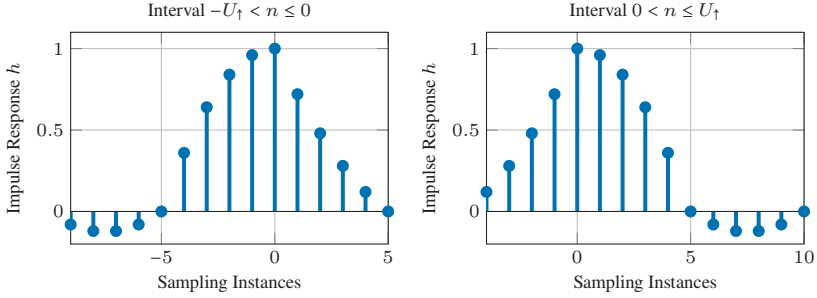 Interval −U↑ < n ≤ 0
Impulse Response h
1
0.5
0
−5
0
5
Sampling Instances
Interval 0 < n ≤ U↑
Impulse Response h
1
0.5
0
0
5
10
Sampling Instances